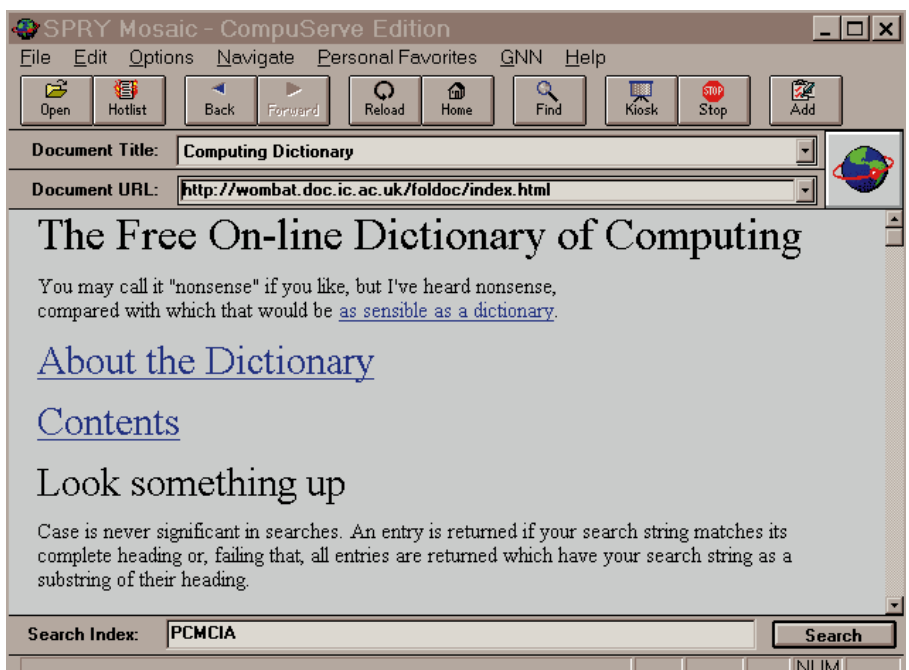 SPRY Mosaic - CompuServe Edition
File Edit Options Navigate Personal Favorites GNN Help
Open Hotlist Back Forward Reload Home Find Kiosk STOP Stop Add
Document Title: Computing Dictionary
Document URL: http://wombat.doc.ic.ac.uk/foldoc/index.html
The Free On-line Dictionary of Computing
You may call it "nonsense" if you like, but I've heard nonsense,
compared with which that would be as sensible as a dictionary.
About the Dictionary
Contents
Look something up
Case is never significant in searches. An entry is returned if your search string matches its
complete heading or, failing that, all entries are returned which have your search string as a
substring of their heading.
Search Index: PCMCIA Search
NUM